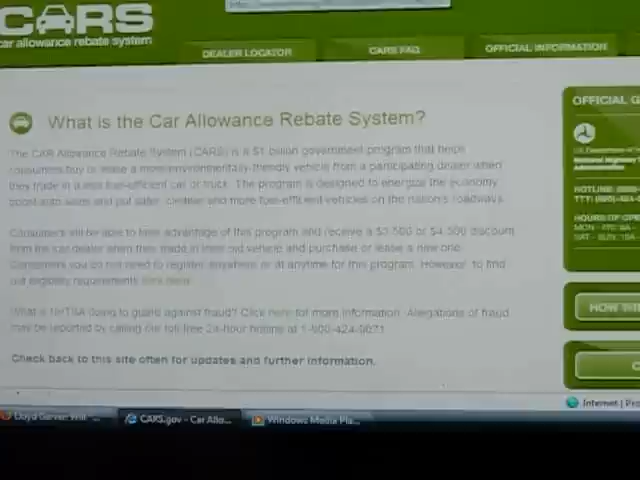 CARS
car allowance rebate system
DEALER LOCATOR
CARS FAQ
OFFICIAL INFORMATION
OFFICIAL
What is the Car Allowance Rebate System?
The CAR Allowance Rebate System (CARS) is a $1 billion government program that helps
consumers buy or lease a more environmentally-friendly vehicle from a participating dealer when
they trade in a less fuel-efficient car or truck. The program is designed to energize the economy
boost auto sales and put safer, cleaner and more fuel-efficient vehicles on the nation's roadways.
Consumers will be able to take advantage of this program and receive a $3,500 or $4,500 discount
from the car dealer when they trade in their old vehicle and purchase or lease a new one.
Consumers you do not need to register anywhere or at anytime for this program. However, to find
out eligibility requirements click here.
What is NHTSA doing to guard against fraud? Click here for more information. Allegations of fraud
may be reported by calling our toll free 24-hour hotline at 1-800-424-9071.
Check back to this site often for updates and further information.
HOTLINE:
HOURS OF
HOW
Internet
CARS.gov - Car Allo...
Windows Media Pla...